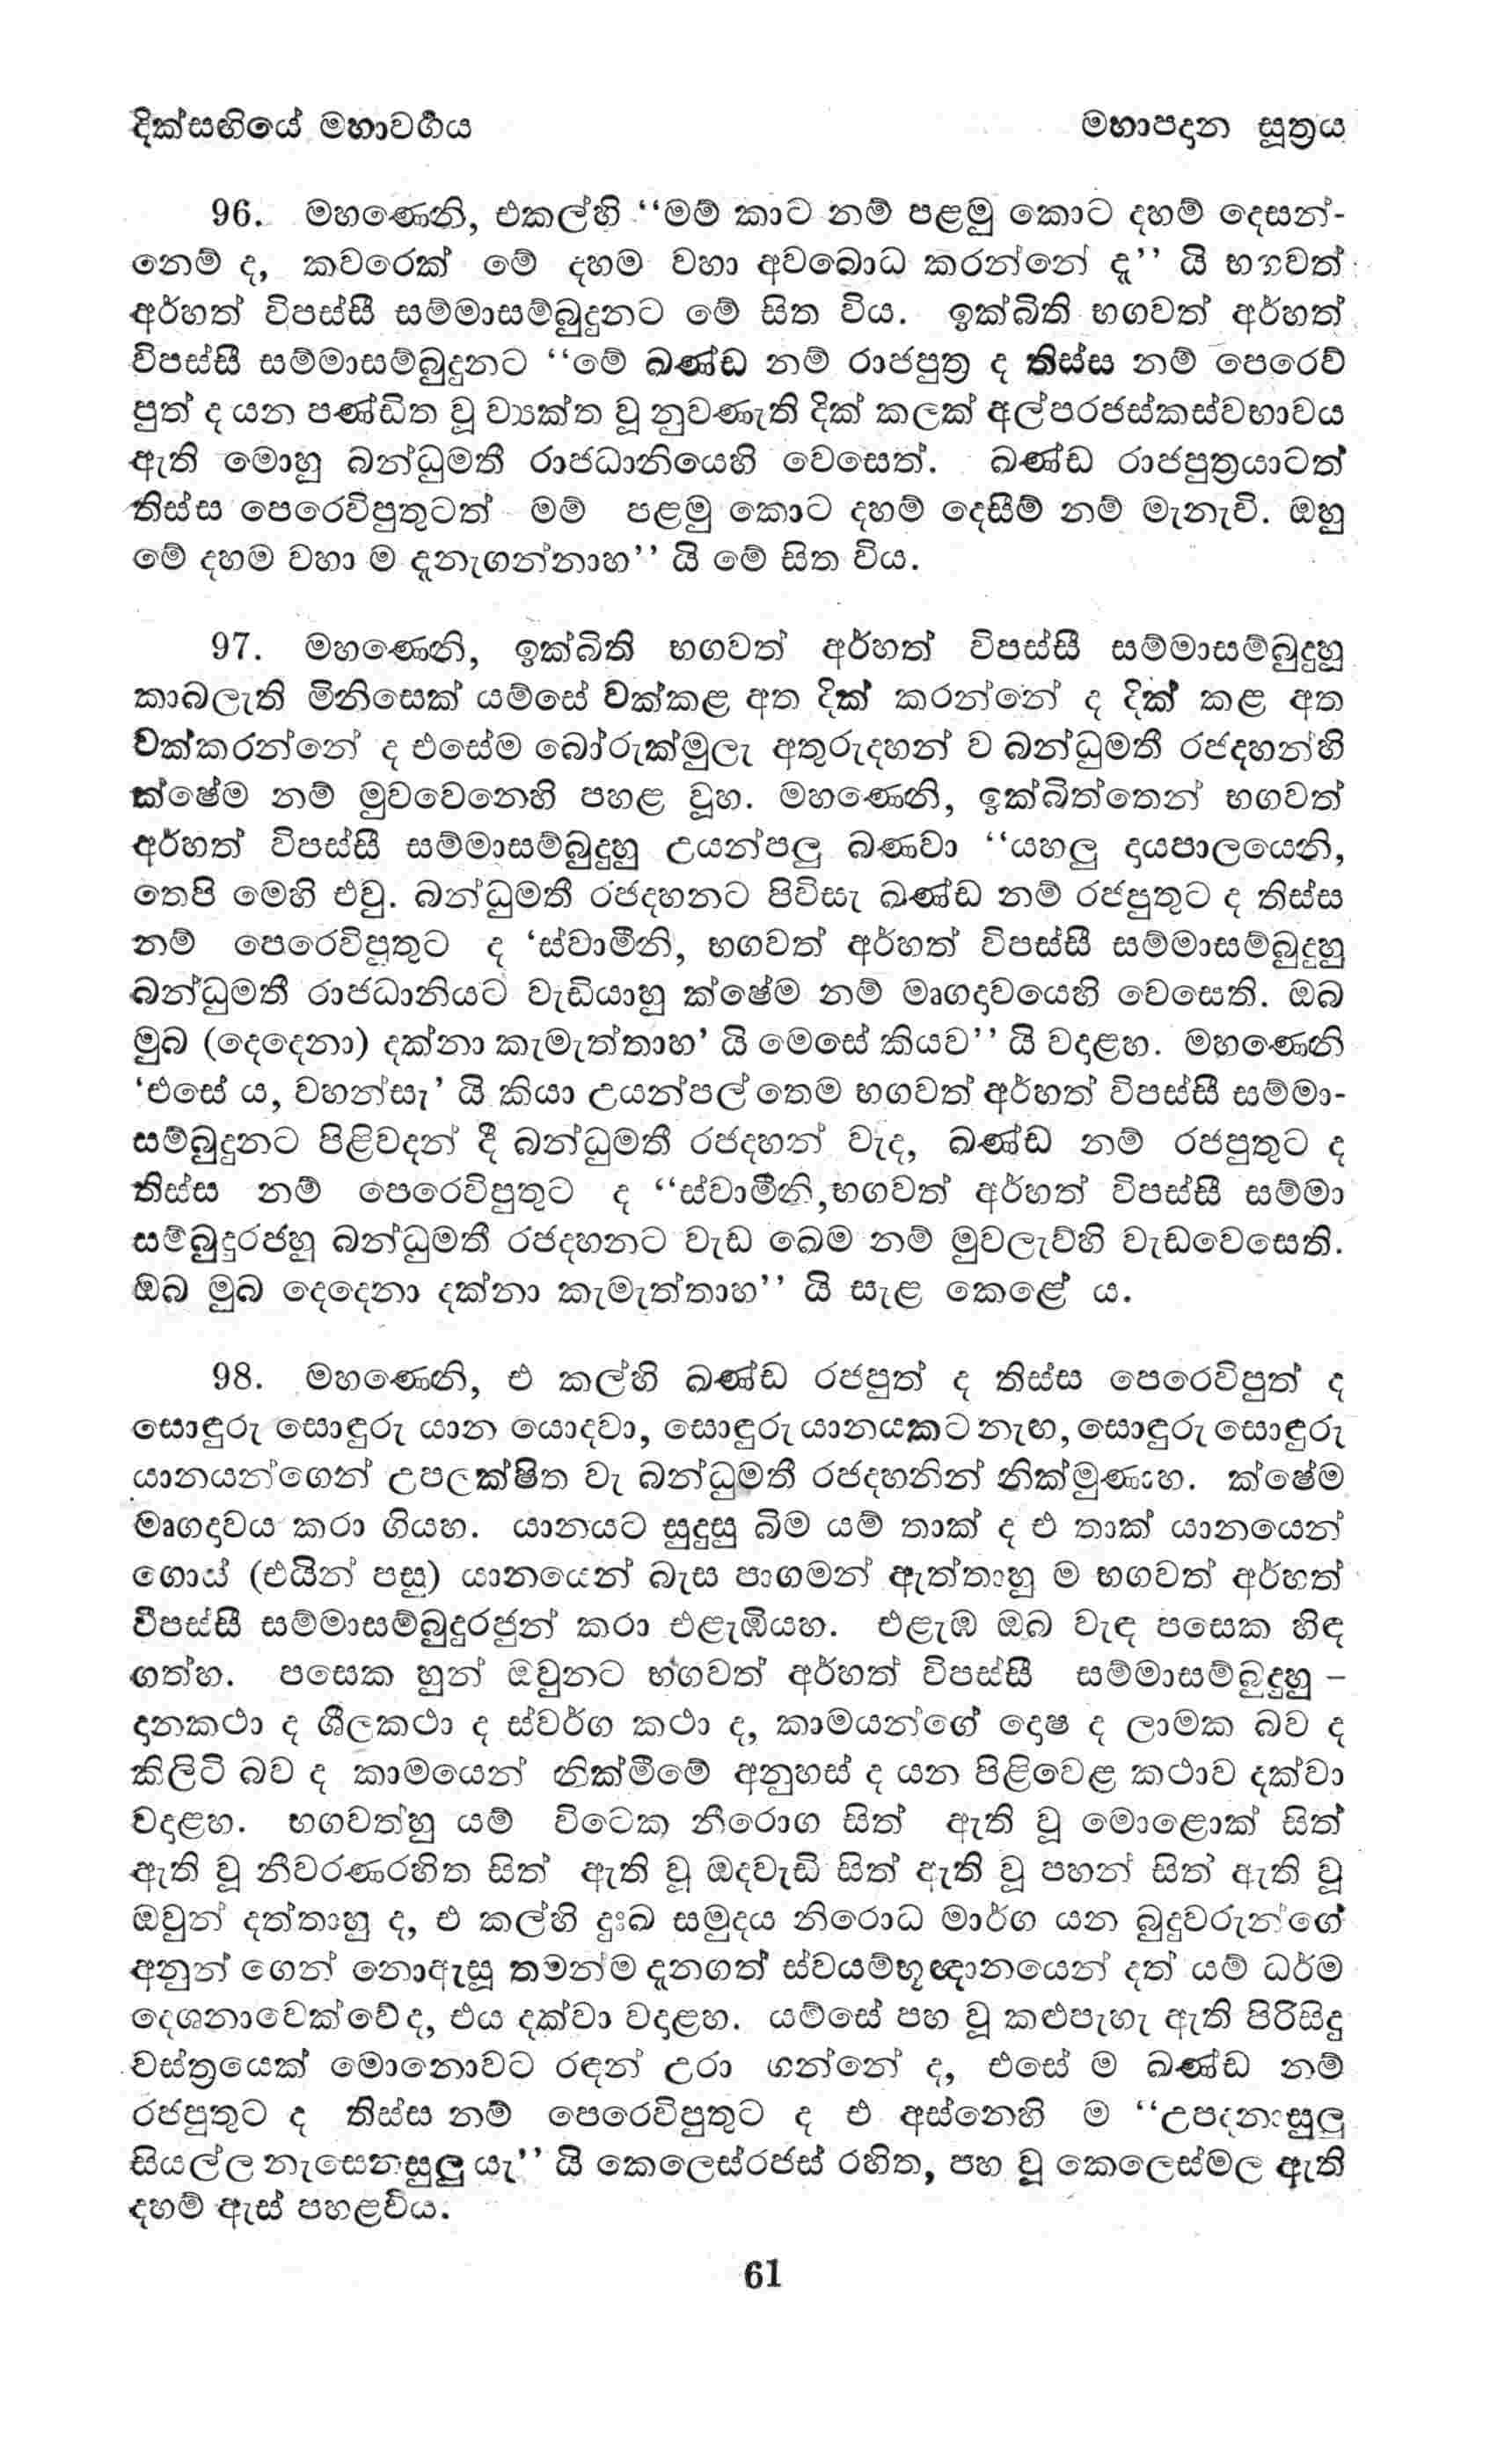 දික්සඟියේ මහාවර්‍ගය
මහාපදාන සූත්‍රය
96. මහණෙනි, එකල්හි “මම් කාට නම් පළමු කොට දහම් දෙසන්-
නෙම් ද, කවරෙක් මේ දහම වහා අවබොධ කරන්නේ දැ” යි භගවත්
අර්හත් විපස්සී සම්මාසම්බුදුනට මේ සිත විය. ඉක්බිති භගවත් අර්හත්
විපස්සී සම්මාසම්බුදුනට “මේ ඛණ්ඩ නම් රාජපුත්‍ර ද තිස්ස නම් පෙරෙව්
පුත් ද යන පණ්ඩිත වූ ව්‍යක්ත වූ නුවණැති දික් කලක් අල්පරජස්කස්වභාවය
ඇති මොහු බන්ධුමතී රාජධානියෙහි වෙසෙත්. ඛණ්ඩ රාජපුත්‍රයාටත්
තිස්ස පෙරෙවිපුතුටත් මම් පළමු කොට දහම් දෙසීම් නම් මැනැවි. ඔහු
මේ දහම වහා ම දැනැගන්නාහ” යි මේ සිත විය.
97. මහණෙනි, ඉක්බිති භගවත් අර්හත් විපස්සී සම්මාසම්බුදුහු
කාබලැති මිනිසෙක් යම්සේ වක්කළ අත දික් කරන්නේ ද දික් කළ අත
වක්කරන්නේ ද එසේම බෝරුක්මුලැ අතුරුදහන් ව බන්ධුමතී රජදහන්හි
ක්ෂේම නම් මුවවෙනෙහි පහළ වූහ. මහණෙනි, ඉක්බිත්තෙන් භගවත්
අර්හත් විපස්සී සම්මාසම්බුදුහු උයන්පලු බණවා “යහලු දායපාලයෙනි,
තෙපි මෙහි එවු. බන්ධුමතී රජදහනට පිවිසැ ඛණ්ඩ නම් රජපුතුට ද තිස්ස
නම් පෙරෙවිපුතුට ද ‘ස්වාමීනි, භගවත් අර්හත් විපස්සී සම්මාසම්බුදුහු
බන්ධුමතී රාජධානියට වැඩියාහු ක්ෂේම නම් මෘගදාවයෙහි වෙසෙති. ඔබ
මුබ (දෙදෙනා) දක්නා කැමැත්තාහ’ යි මෙසේ කියව” යි වදාළහ. මහණෙනි
‘එසේ ය, වහන්සැ’ යි කියා උයන්පල් තෙම භගවත් අර්හත් විපස්සී සම්මා-
සම්බුදුනට පිළිවදන් දී බන්ධුමතී රජදහන් වැද, ඛණ්ඩ නම් රජපුතුට ද
තිස්ස නම් පෙරෙවිපුතුට ද “ස්වාමීනි,භගවත් අර්හත් විපස්සී සම්මා
සම්බුදුරජහු බන්ධුමතී රජදහනට වැඩ ඛෙම නම් මුවලැව්හි වැඩවෙසෙති.
ඔබ මුබ දෙදෙනා දක්නා කැමැත්තාහ” යි සැළ කෙළේ ය.
98. මහණෙනි, එ කල්හි ඛණ්ඩ රජපුත් ද තිස්ස පෙරෙවිපුත් ද
සොඳුරු සොඳුරු යාන යොදවා, සොඳුරු යානයකට නැඟ, සොඳුරු සොඳුරු
යානයන්ගෙන් උපලක්ෂිත වැ බන්ධුමතී රජදහනින් නික්මුණාහ. ක්ෂේම
මෘගදාවය කරා ගියහ. යානයට සුදුසු බිම යම් තාක් ද එ තාක් යානයෙන්
ගොය් (එයින් පසු) යානයෙන් බැස පාගමන් ඇත්තාහු ම භගවත් අර්හත්
විපස්සී සම්මාසම්බුදුරජුන් කරා එළැඹියහ. එළැඹ ඔබ වැඳ පසෙක හිඳ
ගත්හ. පසෙක හුන් ඔවුනට භගවත් අර්හත් විපස්සී සම්මාසම්බුදුහු –
දානකථා ද ශීලකථා ද ස්වර්ග කථා ද, කාමයන්ගේ දොෂ ද ලාමක බව ද
කිලිටි බව ද කාමයෙන් නික්මීමේ අනුහස් ද යන පිළිවෙළ කථාව දක්වා
වදාළහ. භගවත්හු යම් විටෙක නීරොග සිත් ඇති වූ මොළොක් සිත්
ඇති වූ නීවරණරහිත සිත් ඇති වූ ඔදවැඩි සිත් ඇති වූ පහන් සිත් ඇති වූ
ඔවුන් දත්තාහු ද, එ කල්හි දුඃඛ සමුදය නිරොධ මාර්ග යන බුදුවරුන්ගේ
අනුන් ගෙන් නොඇසූ තමන්ම දැනගත් ස්වයම්භූඥානයෙන් දත් යම් ධර්ම
දෙශනාවෙක්වේ ද, එය දක්වා වදාළහ. යම්සේ පහ වූ කළුපැහැ ඇති පිරිසිදු
වස්ත්‍රයෙක් මොනොවට රඳන් උරා ගන්නේ ද, එසේ ම ඛණ්ඩ නම්
රජපුතුට ද තිස්ස නම් පෙරෙවිපුතුට ද එ අස්නෙහි ම “උපදනාසුලු
සියල්ල නැසෙනසුලු යැ” යි කෙලෙස්රජස් රහිත, පහ වූ කෙලෙස්මල ඇති
දහම් ඇස් පහළවිය.
61